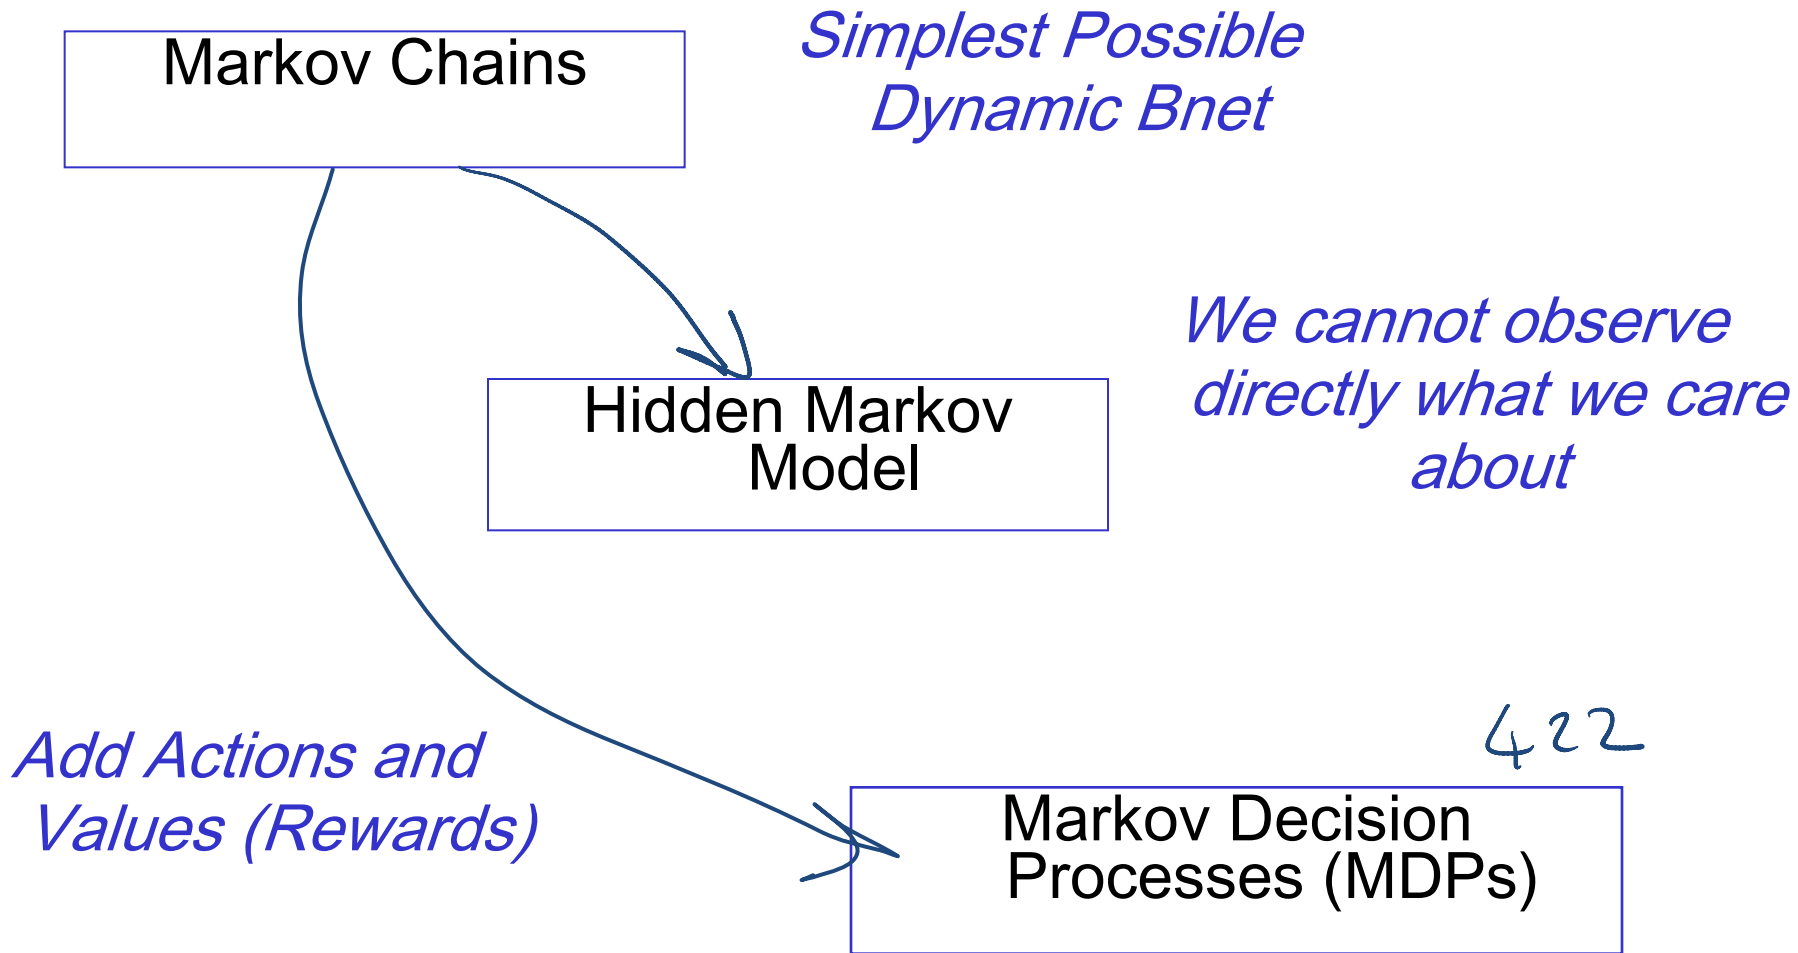 Markov Chains
Simplest Possible
Dynamic Bnet
Hidden Markov
Model
We cannot observe
directly what we care
about
Add Actions and
Values (Rewards)
422
Markov Decision
Processes (MDPs)